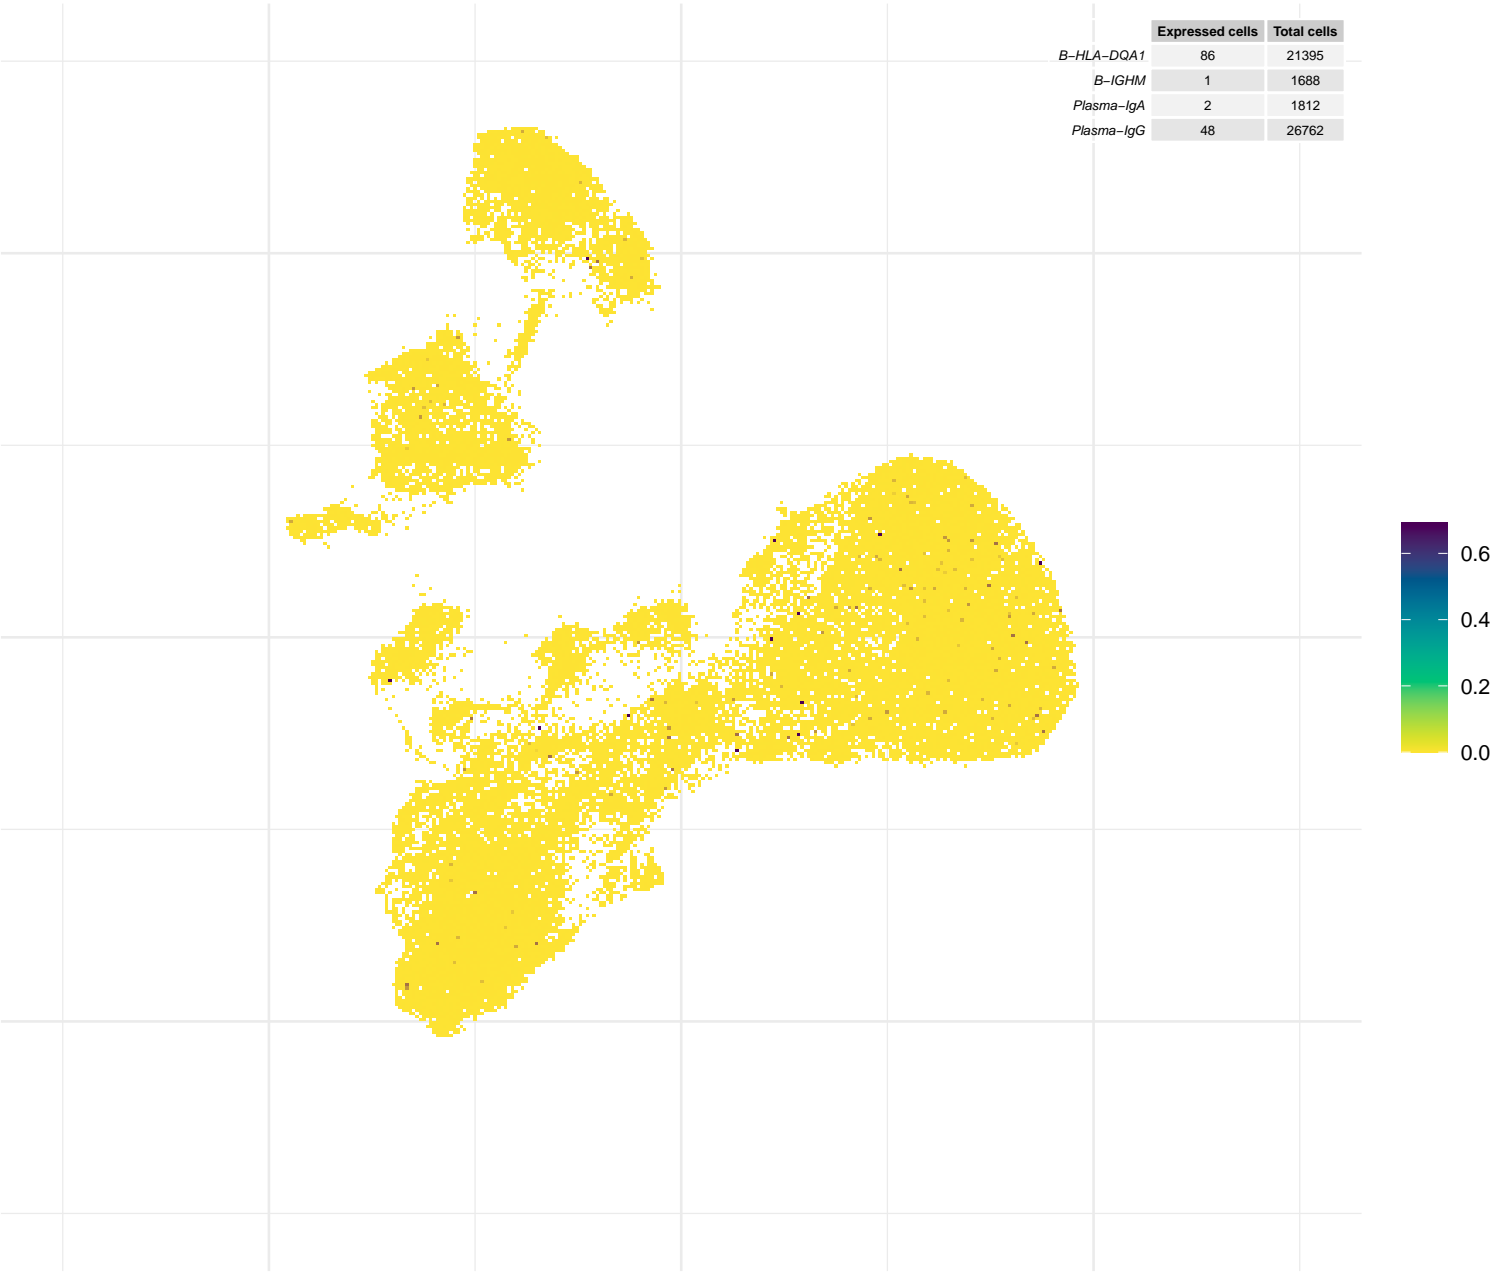 Expressed cells Total cells
B−HLA−DQA1 86 21395
B−IGHM 1 1688
Plasma−IgA 2 1812
Plasma−IgG 48 26762
0.6
0.4
0.2
0.0